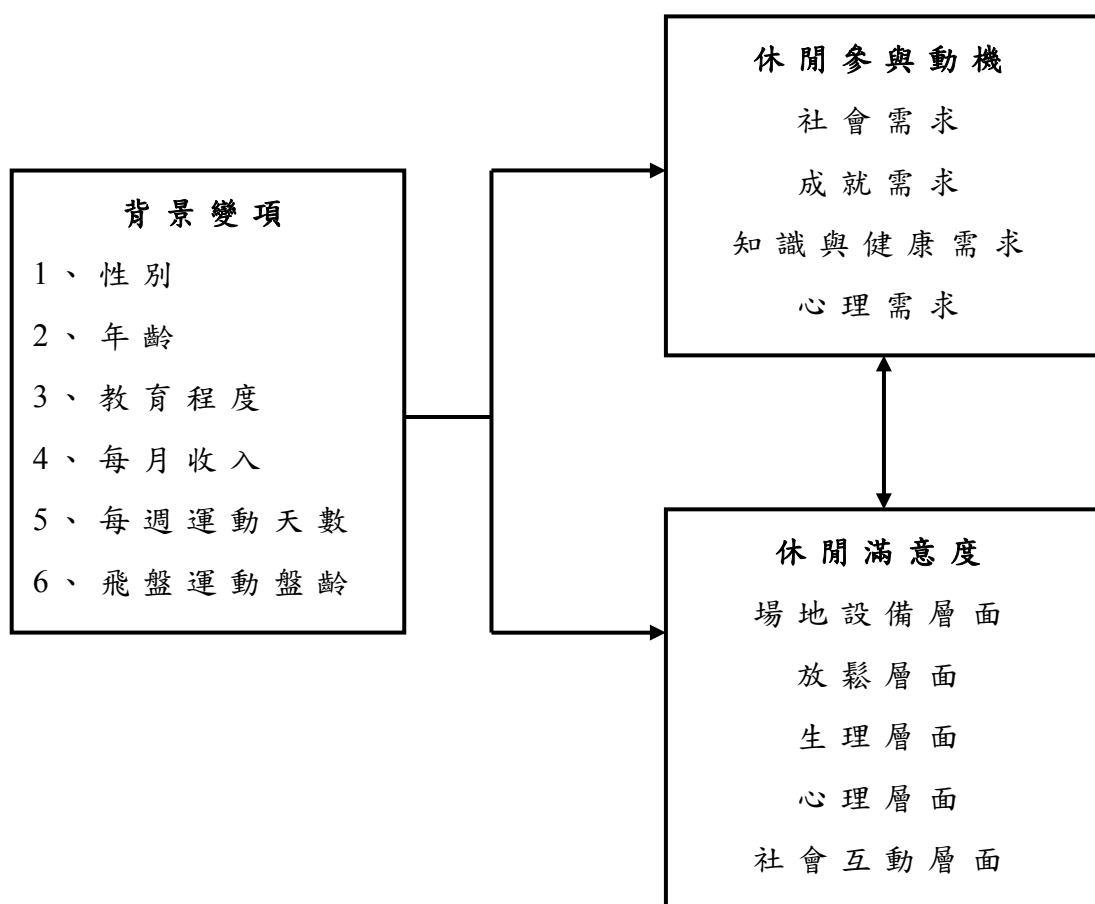 背景變項
1、性別
2、年齡
3、教育程度
4、每月收入
5、每週運動天數
6、飛盤運動盤齡
休閒參與動機
社會需求
成就需求
知識與健康需求
心理需求
休閒滿意度
場地設備層面
放鬆層面
生理層面
心理層面
社會互動層面